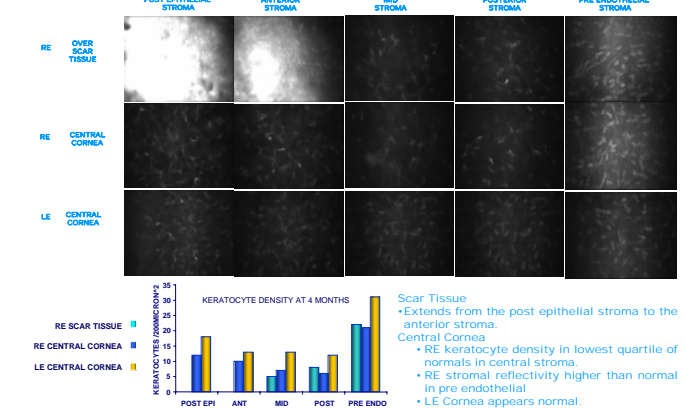 POST EPITHELIAL ANTERIOR MID POSTERIOR PRE ENDOTHELIAL
STROMA STROMA STROMA STROMA STROMA
RE OVER
SCAR
TISSUE
RE CENTRAL
CORNEA
LE CENTRAL
CORNEA
KERATOCYTE DENSITY AT 4 MONTHS
KERATOCYTES /200MICRON^2
35
30
25
20
15
10
5
0
POST EPI ANT MID POST PRE ENDO
RE SCAR TISSUE
RE CENTRAL CORNEA
LE CENTRAL CORNEA
Scar Tissue
•Extends from the post epithelial stroma to the
anterior stroma.
Central Cornea
• RE keratocyte density in lowest quartile of
normals in central stroma.
• RE stromal reflectivity higher than normal
in pre endothelial
• LE Cornea appears normal.